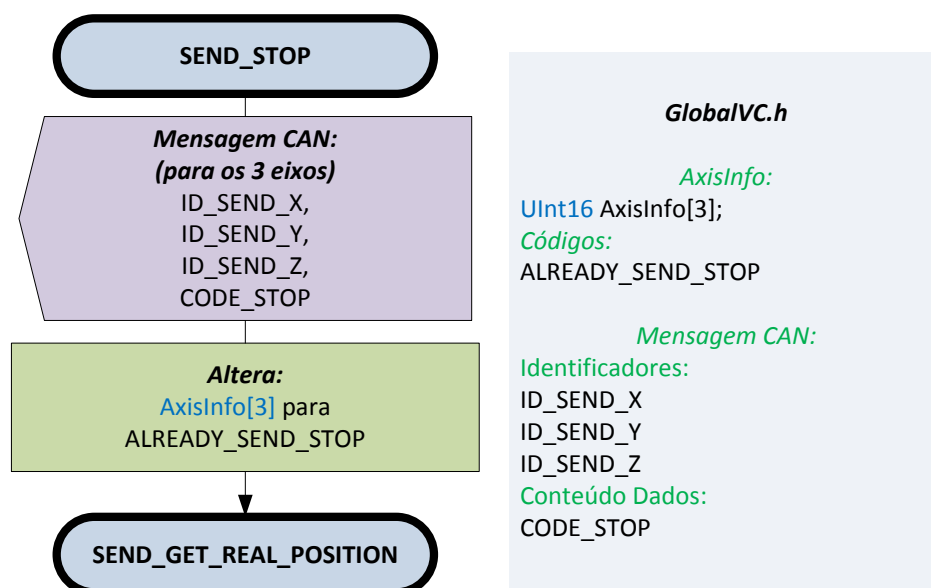 SEND_STOP
Mensagem CAN:
(para os 3 eixos)
ID_SEND_X,
ID_SEND_Y,
ID_SEND_Z,
CODE_STOP
Altera:
AxisInfo[3] para
ALREADY_SEND_STOP
SEND_GET_REAL_POSITION
GlobalVC.h
AxisInfo:
UInt16 AxisInfo[3];
Códigos:
ALREADY_SEND_STOP
Mensagem CAN:
Identificadores:
ID_SEND_X
ID_SEND_Y
ID_SEND_Z
Conteúdo Dados:
CODE_STOP